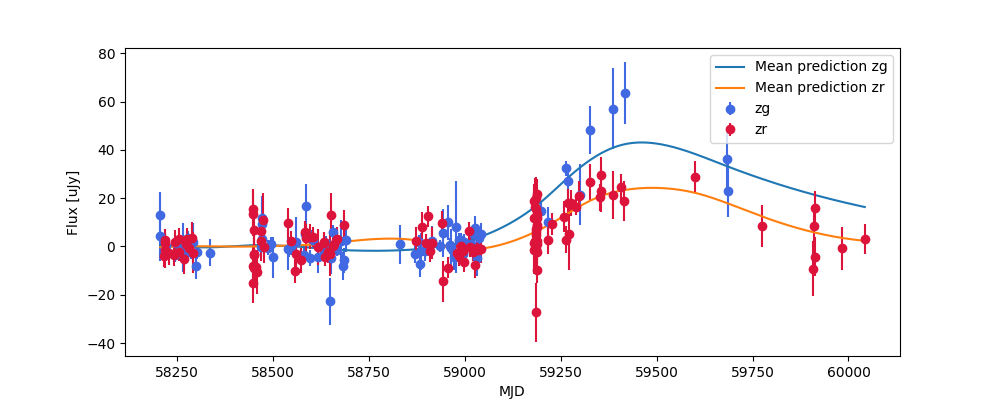 80
60
40
20
0
−20
−40
Flux [uJy]
58250
58500
58750
59000
59250
59500
59750
60000
MJD
Mean prediction zg
Mean prediction zr
zg
zr